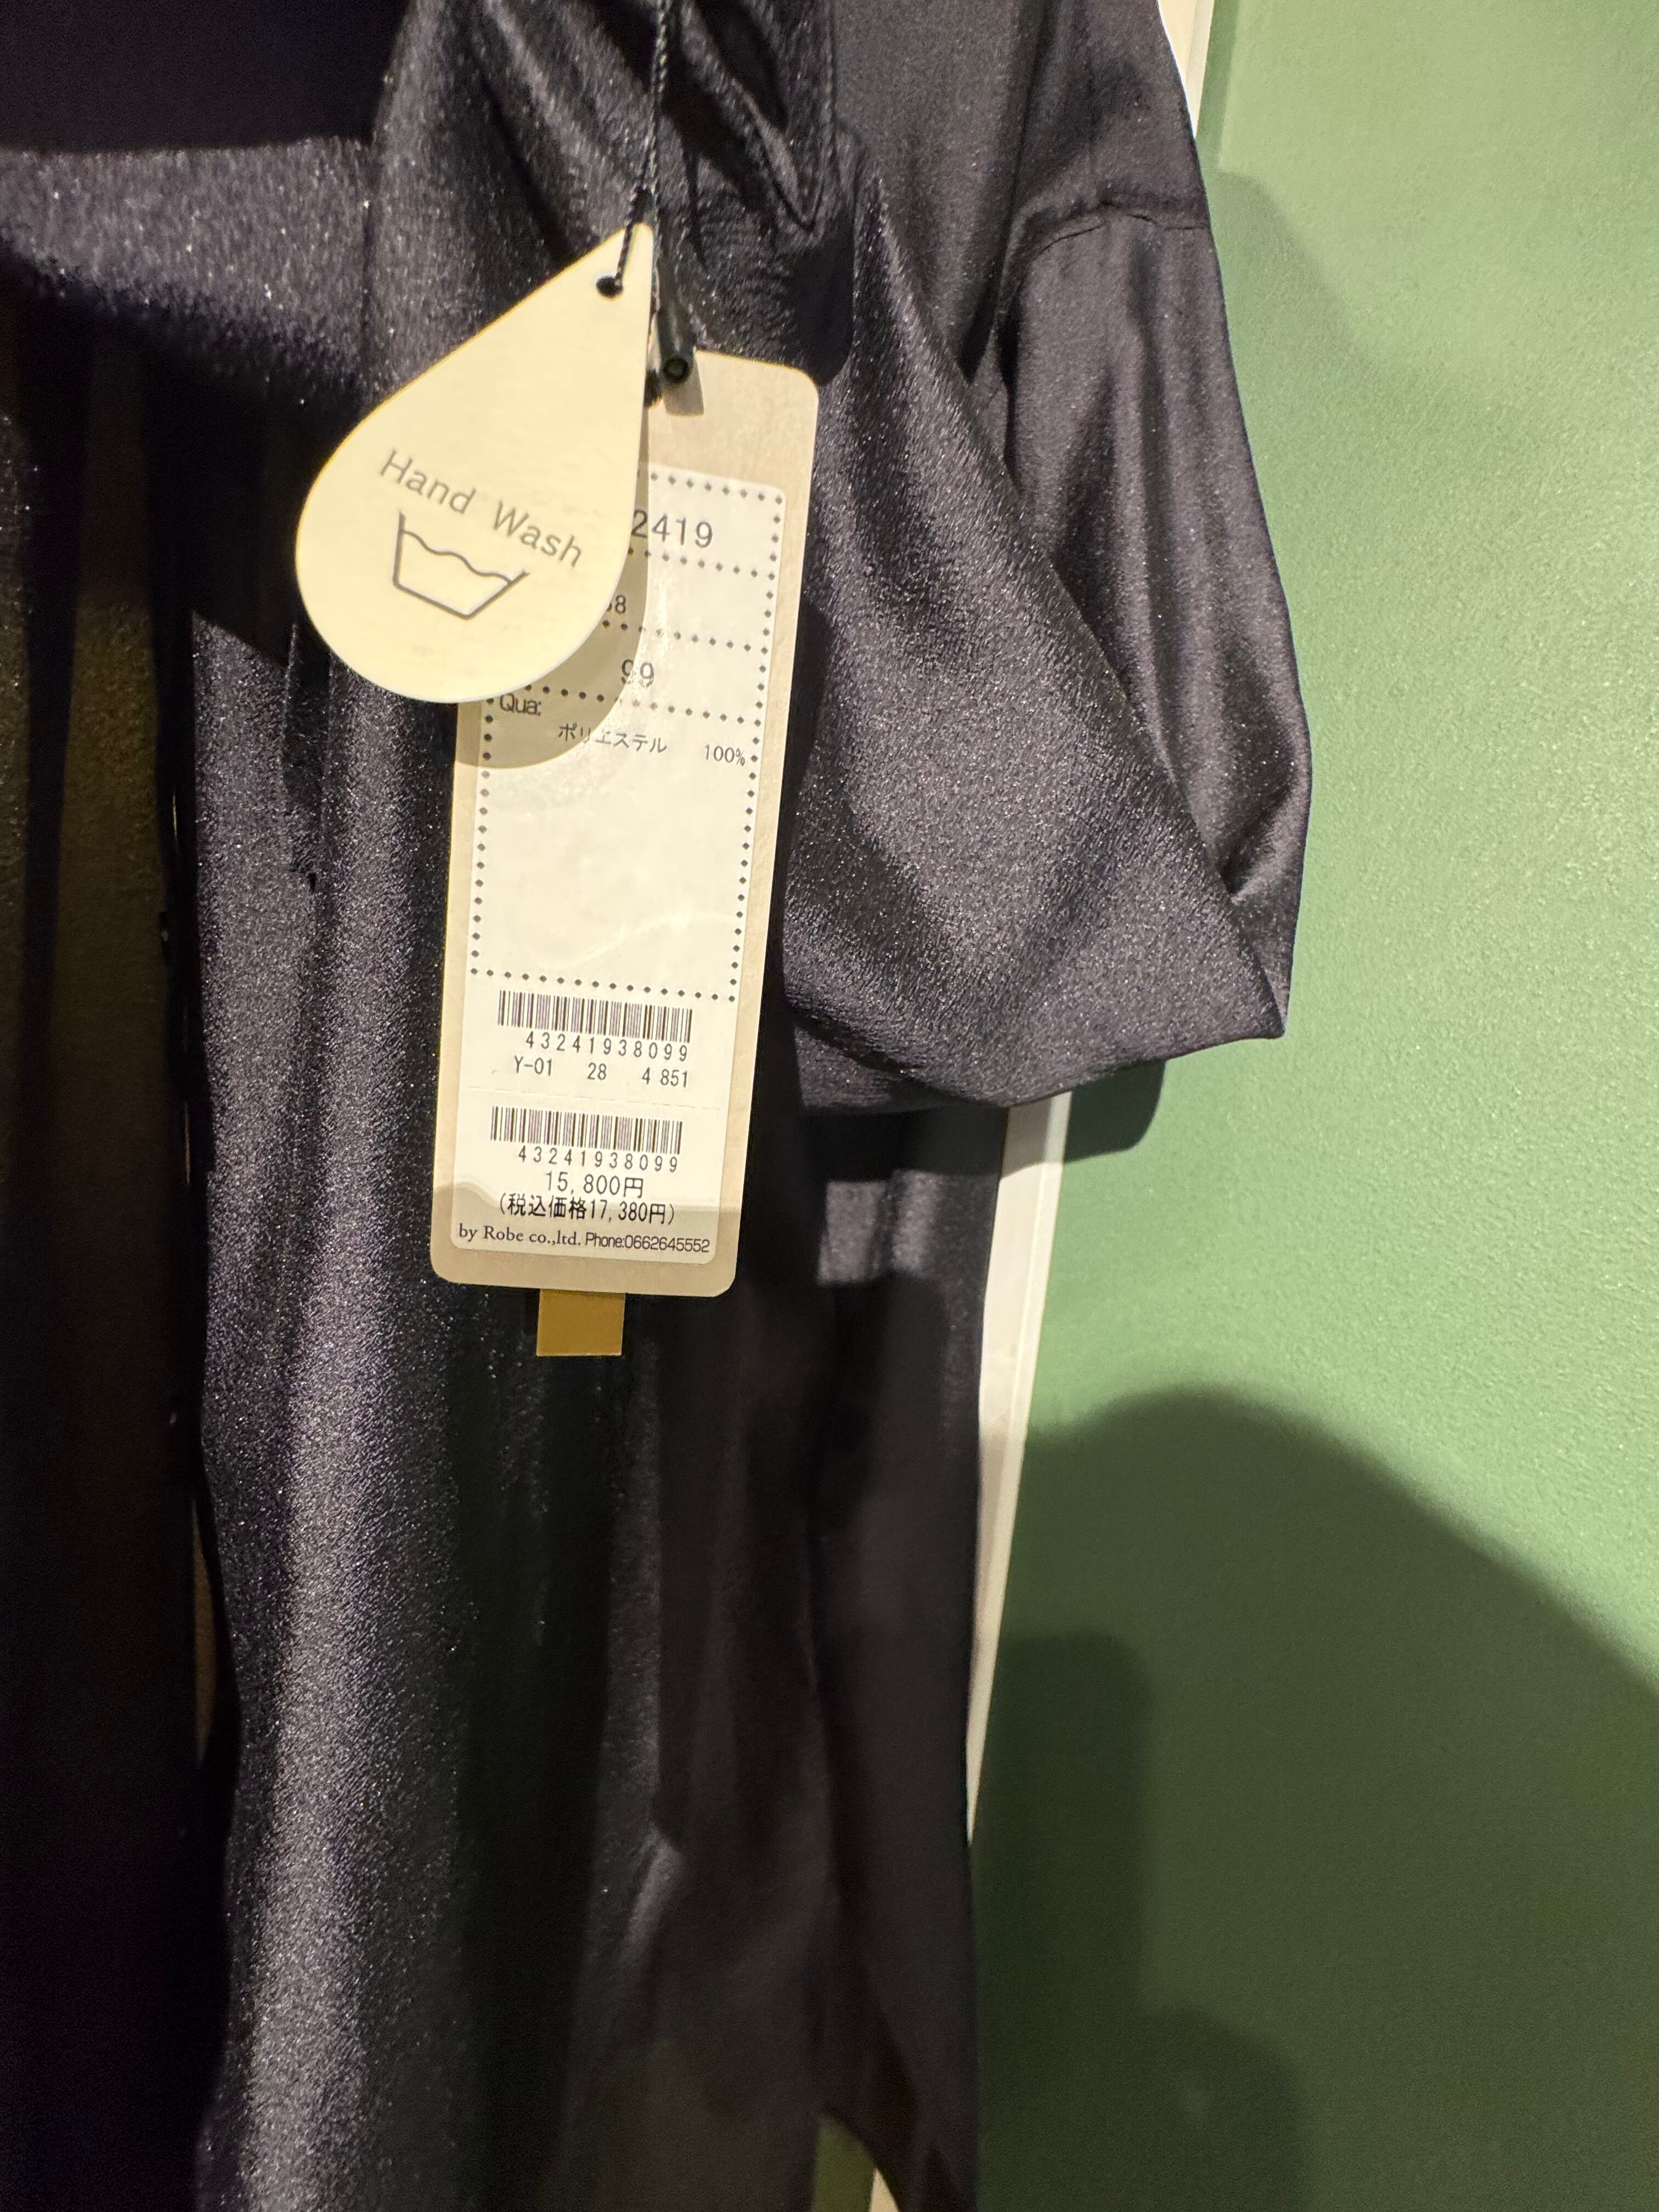 Hand Wash
2419
38
99
Qua:
ポリエステル 100%
43241938099
Y-01 28 4 851
43241938099
15,800円
(税込価格17,380円)
by Robe co.,ltd. Phone:0662645552